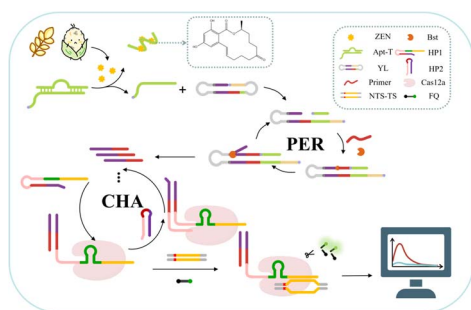 ZEN
Bst
Apt-T
HP1
YL
HP2
Primer
Cas12a
NTS-TS
FQ
+
PER
CHA